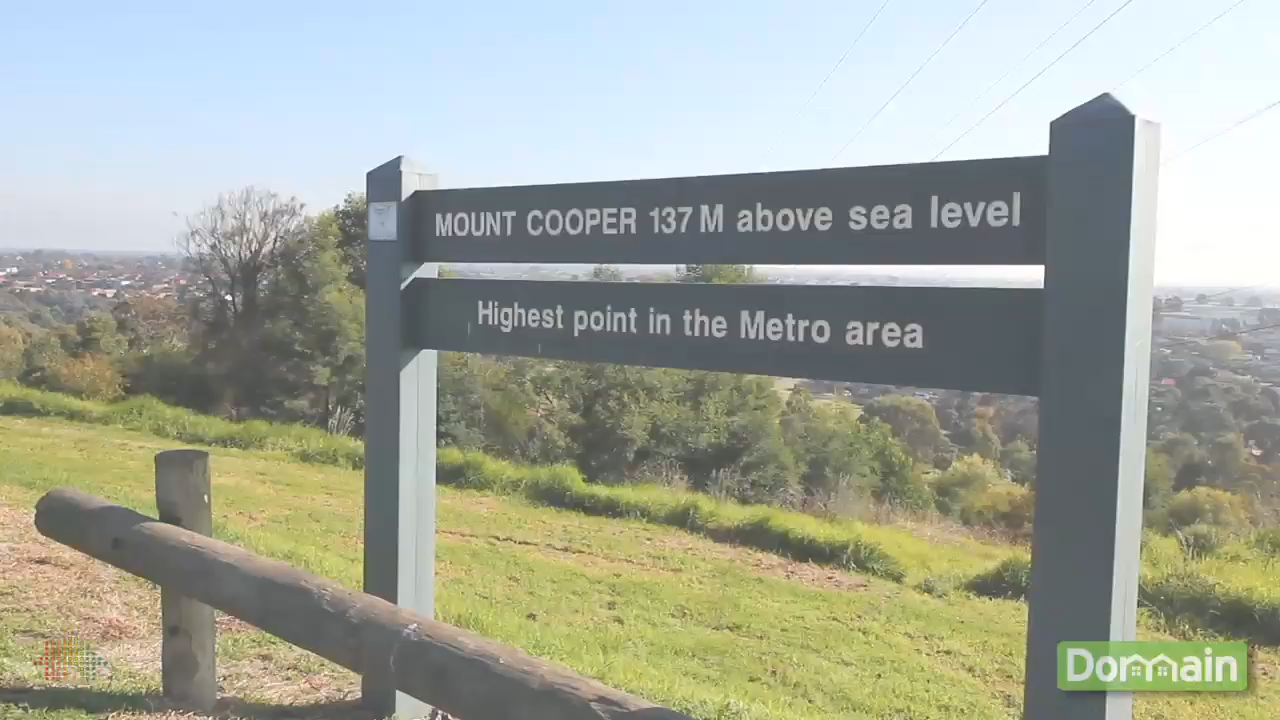 MOUNT COOPER 137 M above sea level
Highest point in the Metro area
Domain